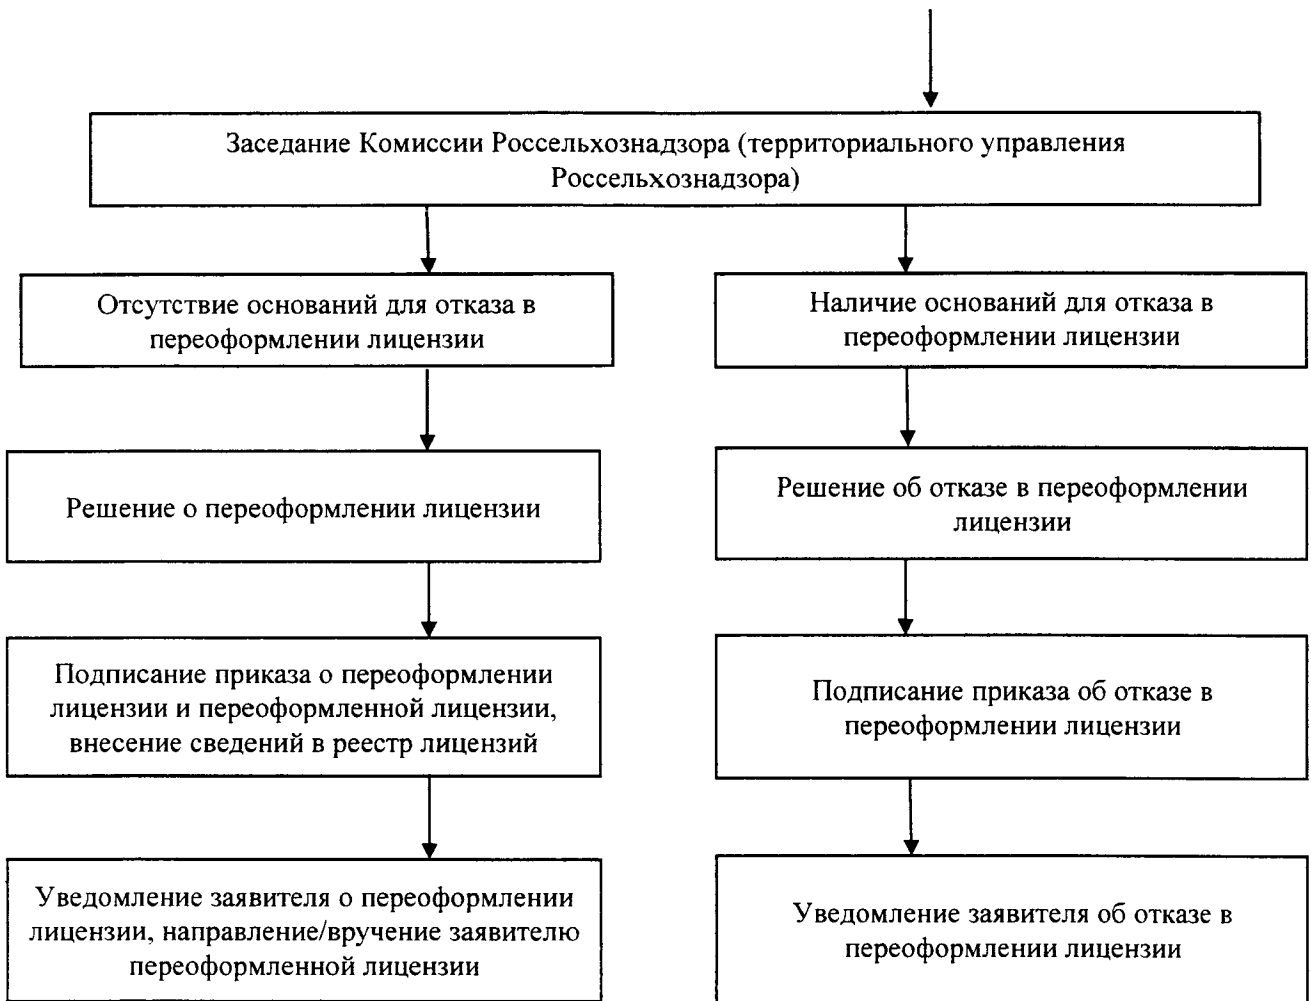 Заседание Комиссии Россельхознадзора (территориального управления
Россельхознадзора)
Отсутствие оснований для отказа в
переоформлении лицензии
Наличие оснований для отказа в
переоформлении лицензии
Решение о переоформлении лицензии
Решение об отказе в переоформлении
лицензии
Подписание приказа о переоформлении
лицензии и переоформленной лицензии,
внесение сведений в реестр лицензий
Подписание приказа об отказе в
переоформлении лицензии
Уведомление заявителя о переоформлении
лицензии, направление/вручение заявителю
переоформленной лицензии
Уведомление заявителя об отказе в
переоформлении лицензии